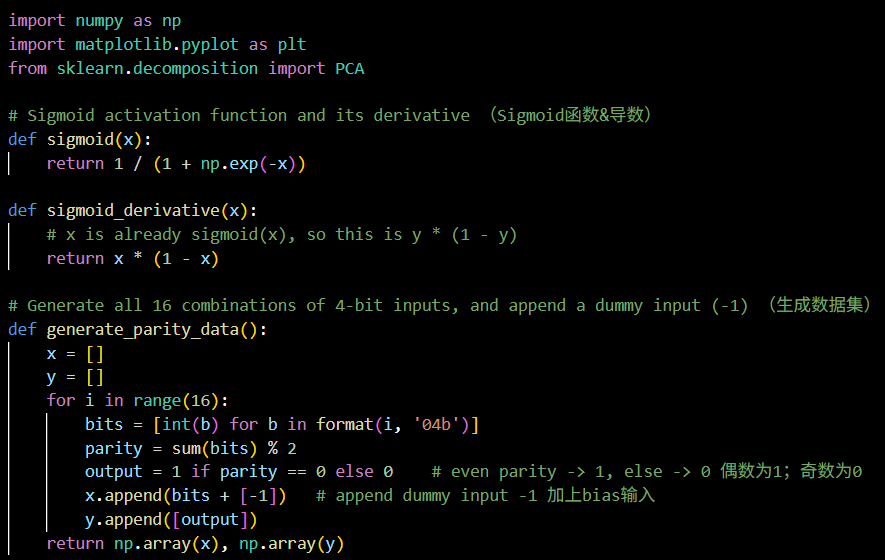 import numpy as np
import matplotlib.pyplot as plt
from sklearn.decomposition import PCA
# Sigmoid activation function and its derivative （Sigmoid函数&导数）
def sigmoid(x):
    return 1 / (1 + np.exp(-x))
def sigmoid_derivative(x):
    # x is already sigmoid(x), so this is y * (1 - y)
    return x * (1 - x)
# Generate all 16 combinations of 4-bit inputs, and append a dummy input (-1) （生成数据集）
def generate_parity_data():
    x = []
    y = []
    for i in range(16):
        bits = [int(b) for b in format(i, '04b')]
        parity = sum(bits) % 2
        output = 1 if parity == 0 else 0    # even parity -> 1, else -> 0 偶数为1；奇数为0
        x.append(bits + [-1])   # append dummy input -1 加上bias输入
        y.append([output])
    return np.array(x), np.array(y)